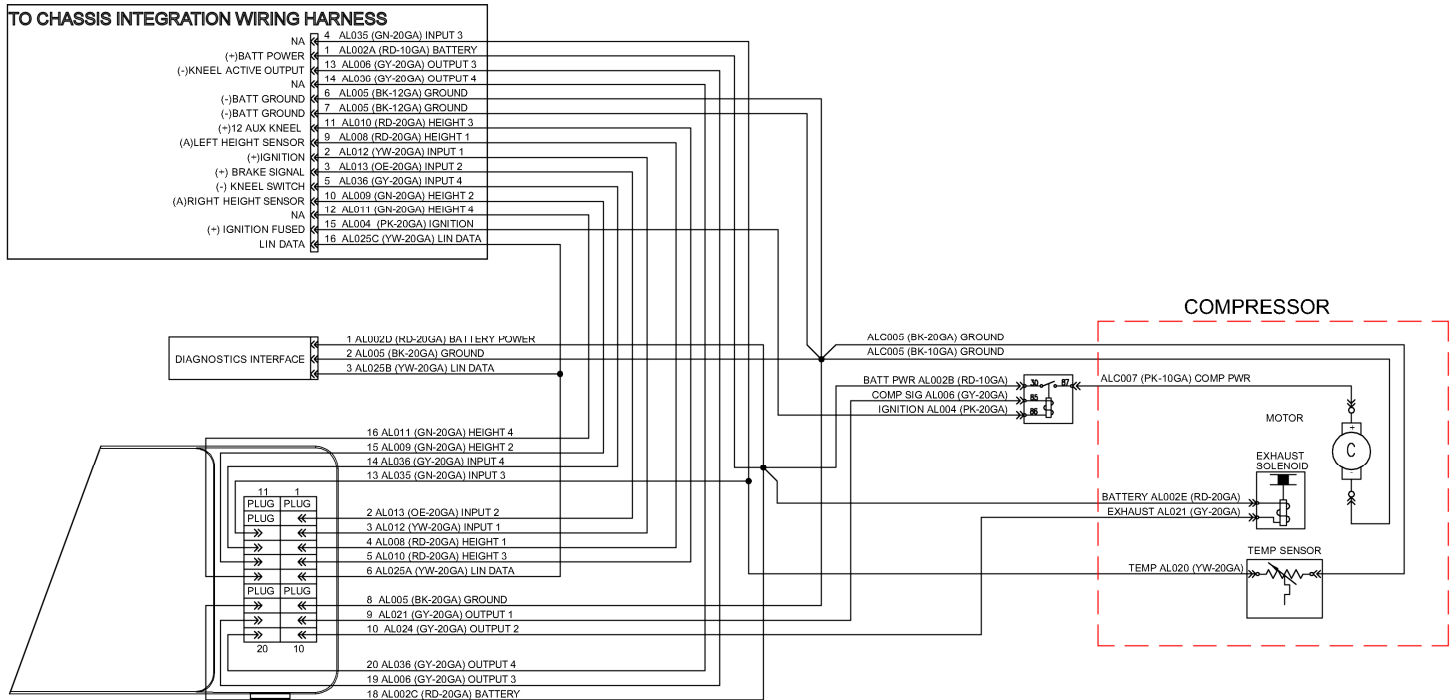 TO CHASSIS INTEGRATION WIRING HARNESS
NA 4 AL035 (GN-20GA) INPUT 3
(+)BATT POWER 1 AL002A (RD-10GA) BATTERY
(-)KNEEL ACTIVE OUTPUT 13 AL006 (GY-20GA) OUTPUT 3
NA 14 AL036 (GY-20GA) OUTPUT 4
(-)BATT GROUND 6 AL005 (BK-12GA) GROUND
(-)BATT GROUND 7 AL005 (BK-12GA) GROUND
(+)12 AUX KNEEL 11 AL010 (RD-20GA) HEIGHT 3
(A)LEFT HEIGHT SENSOR 9 AL008 (RD-20GA) HEIGHT 1
(+)IGNITION 2 AL012 (YW-20GA) INPUT 1
(+) BRAKE SIGNAL 3 AL013 (OE-20GA) INPUT 2
(-) KNEEL SWITCH 5 AL036 (GY-20GA) INPUT 4
(A)RIGHT HEIGHT SENSOR 10 AL009 (GN-20GA) HEIGHT 2
NA 12 AL011 (GN-20GA) HEIGHT 4
(+) IGNITION FUSED 15 AL004 (PK-20GA) IGNITION
LIN DATA 16 AL025C (YW-20GA) LIN DATA
COMPRESSOR
DIAGNOSTICS INTERFACE
1 AL002D (RD-20GA) BATTERY POWER
2 AL005 (BK-20GA) GROUND
3 AL025B (YW-20GA) LIN DATA
ALC005 (BK-20GA) GROUND
ALC005 (BK-10GA) GROUND
BATT PWR AL002B (RD-10GA)
COMP SIG AL006 (GY-20GA)
IGNITION AL004 (PK-20GA)
30 87
85
86
ALC007 (PK-10GA) COMP PWR
MOTOR
+
C
-
EXHAUST
SOLENOID
BATTERY AL002E (RD-20GA)
EXHAUST AL021 (GY-20GA)
TEMP SENSOR
TEMP AL020 (YW-20GA)
16 AL011 (GN-20GA) HEIGHT 4
15 AL009 (GN-20GA) HEIGHT 2
14 AL036 (GY-20GA) INPUT 4
13 AL035 (GN-20GA) INPUT 3
11 1
PLUG PLUG
PLUG
2 AL013 (OE-20GA) INPUT 2
3 AL012 (YW-20GA) INPUT 1
4 AL008 (RD-20GA) HEIGHT 1
5 AL010 (RD-20GA) HEIGHT 3
6 AL025A (YW-20GA) LIN DATA
PLUG PLUG
8 AL005 (BK-20GA) GROUND
9 AL021 (GY-20GA) OUTPUT 1
10 AL024 (GY-20GA) OUTPUT 2
20 10
20 AL036 (GY-20GA) OUTPUT 4
19 AL006 (GY-20GA) OUTPUT 3
18 AL002C (RD-20GA) BATTERY